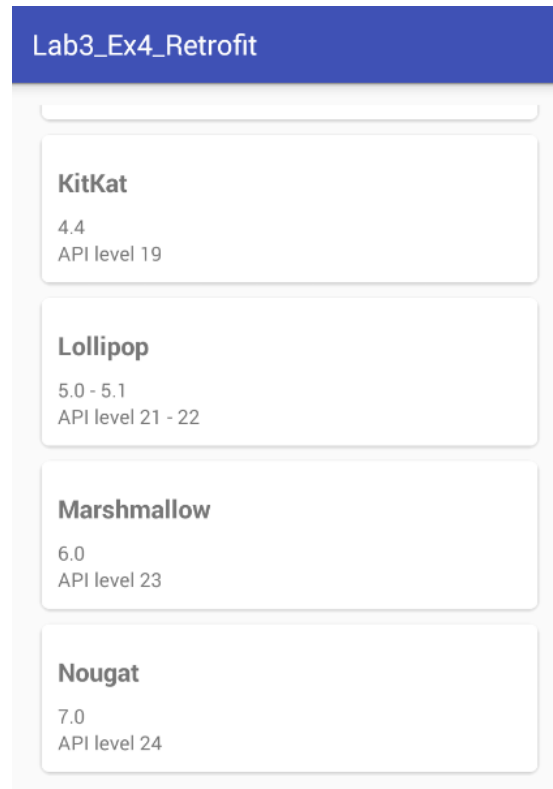 Lab3_Ex4_Retrofit
KitKat
4.4
API level 19
Lollipop
5.0 - 5.1
API level 21 - 22
Marshmallow
6.0
API level 23
Nougat
7.0
API level 24